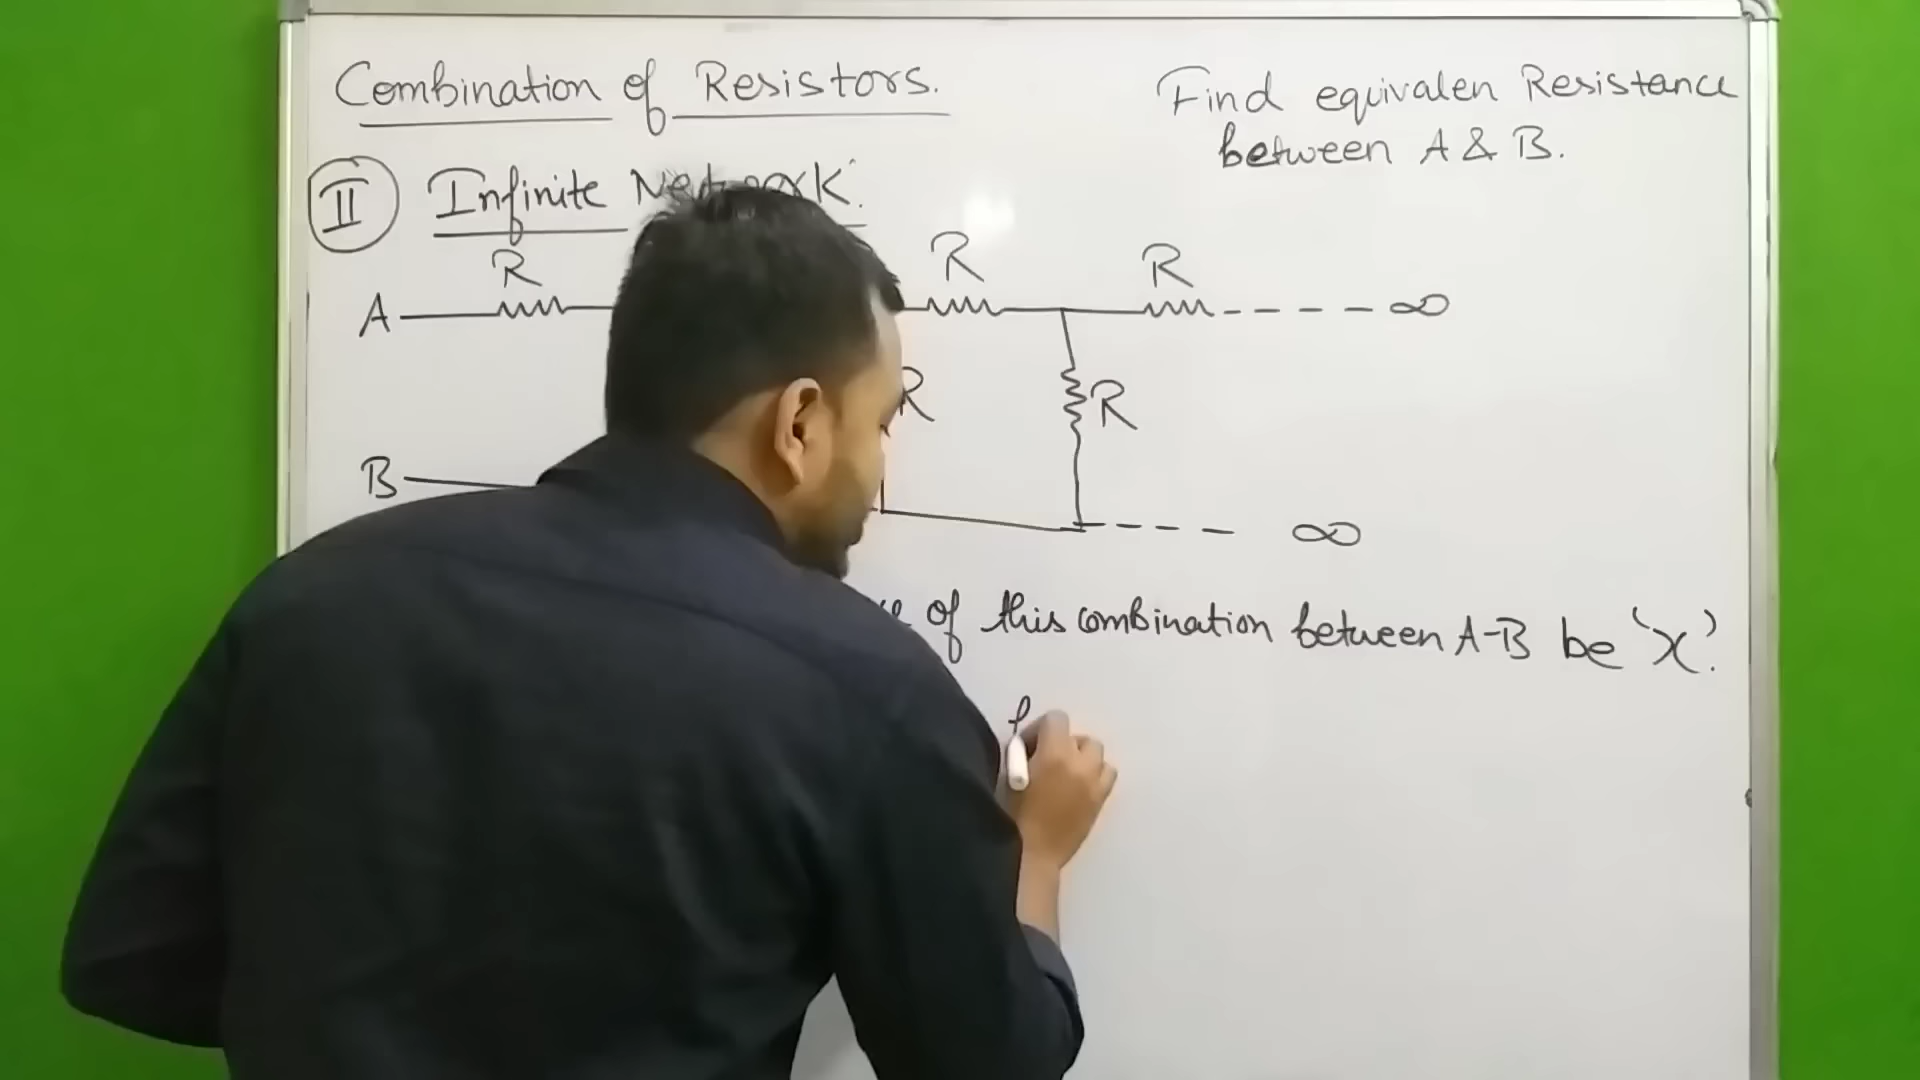 Combination of Resistors.
Find equivalen Resistance
between A & B.
II Infinite Network.
R R R
A ∞
R R
B
∞
of this combination between A-B be 'x'.